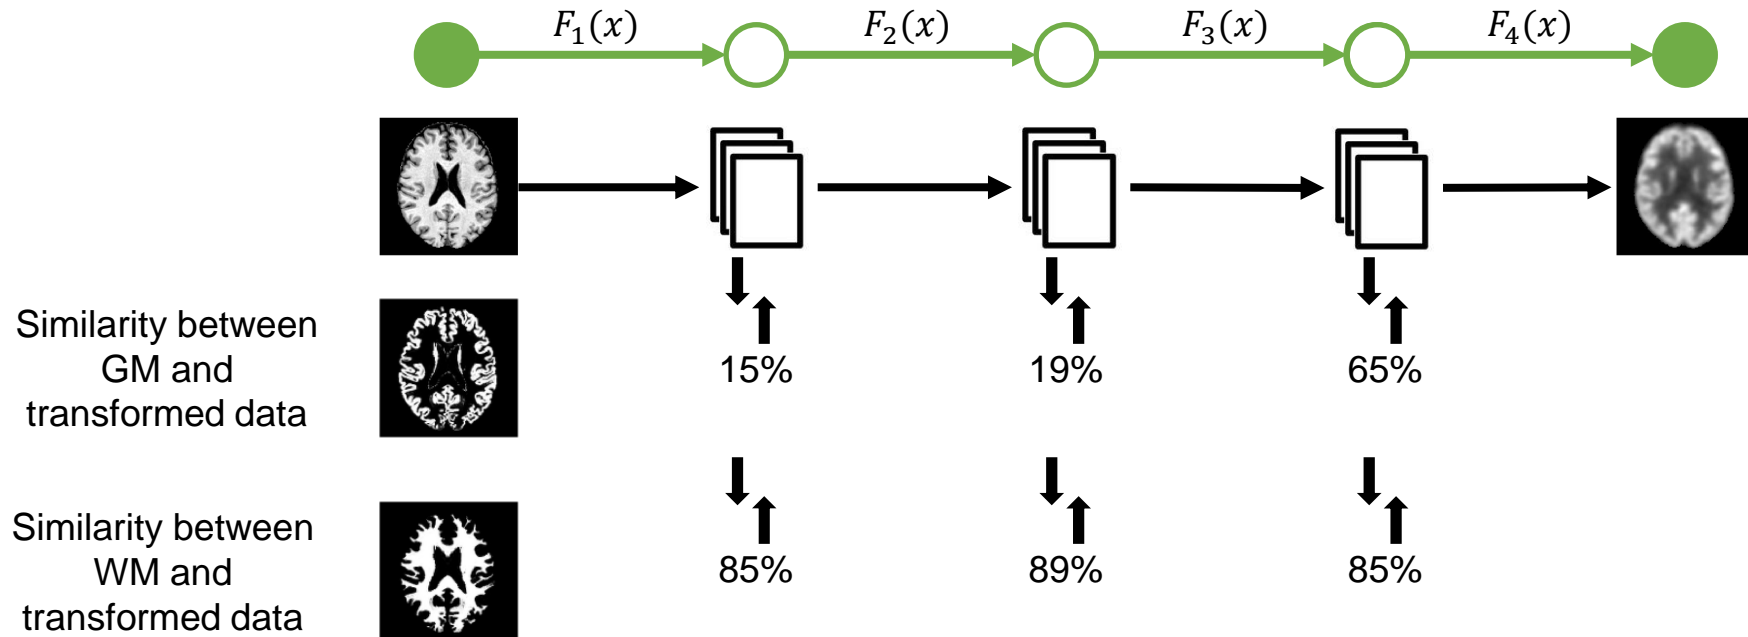 F₁(x) F₂(x) F₃(x) F₄(x)
Similarity between
GM and
transformed data
15% 19% 65%
Similarity between
WM and
transformed data
85% 89% 85%